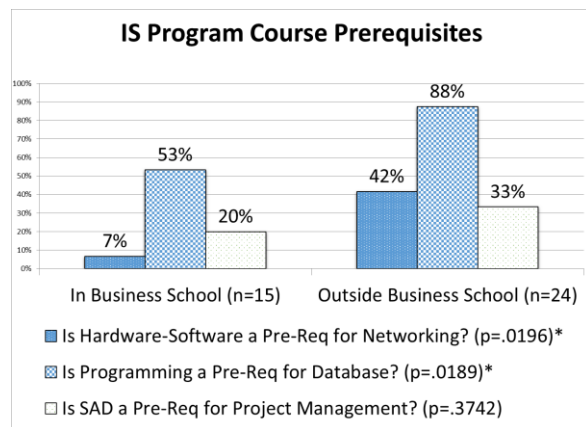 IS Program Course Prerequisites
100%
90%
80%
70%
60%
50%
40%
30%
20%
10%
0%
7%
53%
20%
42%
88%
33%
In Business School (n=15)
Outside Business School (n=24)
Is Hardware-Software a Pre-Req for Networking? (p=.0196)*
Is Programming a Pre-Req for Database? (p=.0189)*
Is SAD a Pre-Req for Project Management? (p=.3742)